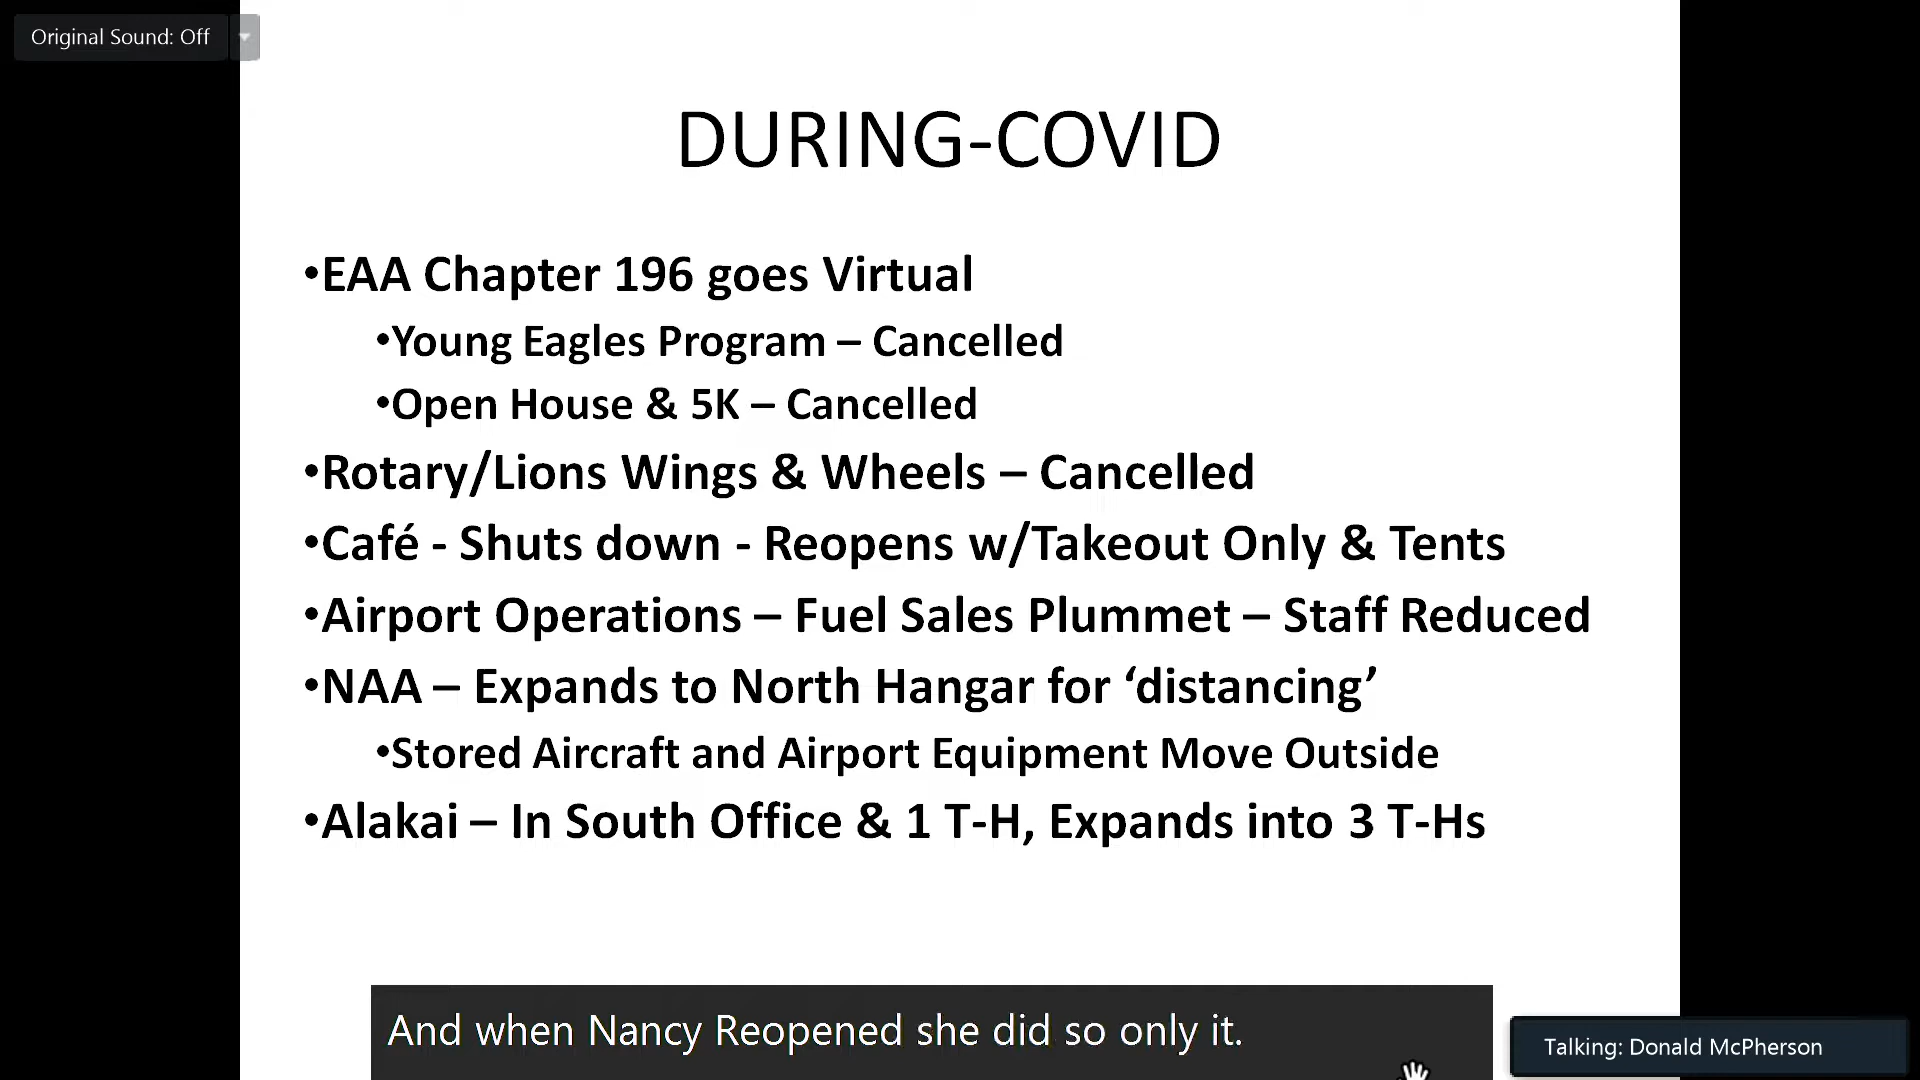 Original Sound: Off
DURING-COVID
•EAA Chapter 196 goes Virtual
•Young Eagles Program – Cancelled
•Open House & 5K – Cancelled
•Rotary/Lions Wings & Wheels – Cancelled
•Café - Shuts down - Reopens w/Takeout Only & Tents
•Airport Operations – Fuel Sales Plummet – Staff Reduced
•NAA – Expands to North Hangar for ‘distancing’
•Stored Aircraft and Airport Equipment Move Outside
•Alakai – In South Office & 1 T-H, Expands into 3 T-Hs
And when Nancy Reopened she did so only it.
Talking: Donald McPherson